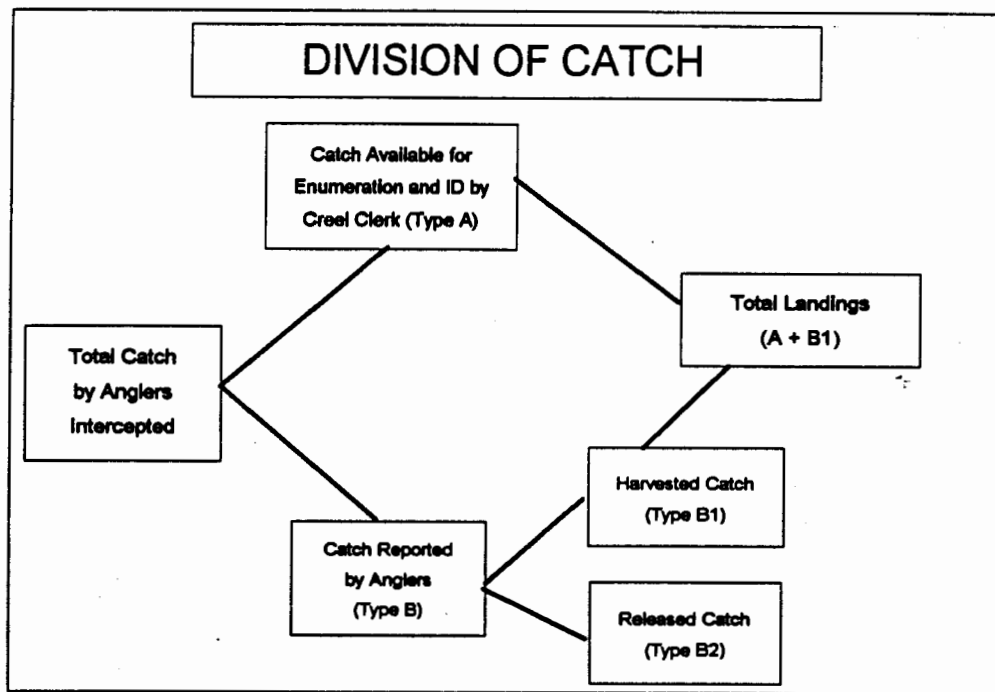 DIVISION OF CATCH
Catch Available for
Enumeration and ID by
Creel Clerk (Type A)
Total Landings
(A + B1)
Total Catch
by Anglers
Intercepted
Harvested Catch
(Type B1)
Catch Reported
by Anglers
(Type B)
Released Catch
(Type B2)